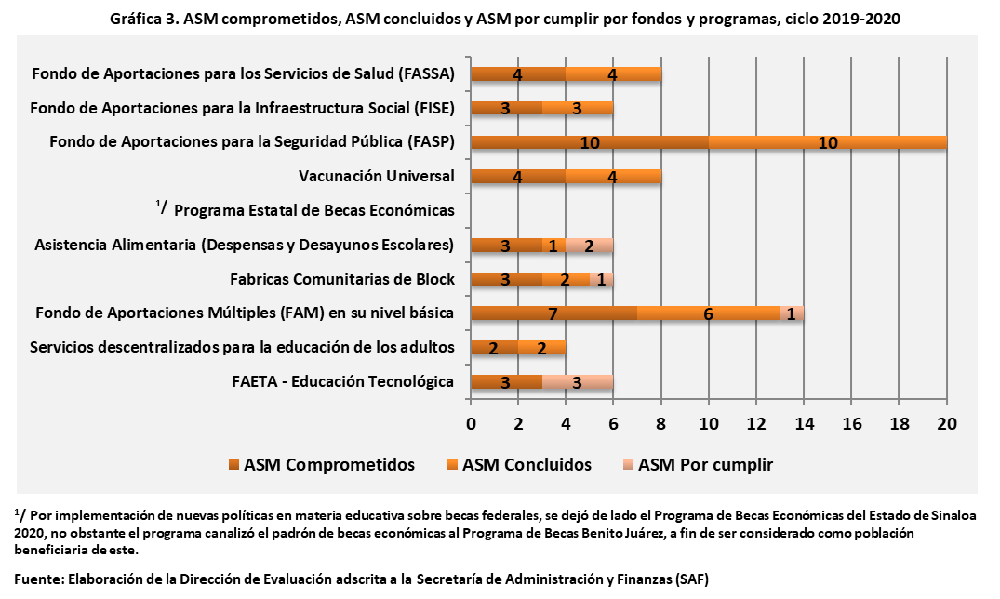 Gráfica 3. ASM comprometidos, ASM concluidos y ASM por cumplir por fondos y programas, ciclo 2019-2020
Fondo de Aportaciones para los Servicios de Salud (FASSA)
4 4
Fondo de Aportaciones para la Infraestructura Social (FISE)
3 3
Fondo de Aportaciones para la Seguridad Pública (FASP)
10 10
Vacunación Universal
4 4
1/ Programa Estatal de Becas Económicas
Asistencia Alimentaria (Despensas y Desayunos Escolares)
3 1 2
Fabricas Comunitarias de Block
3 2 1
Fondo de Aportaciones Múltiples (FAM) en su nivel básica
7 6 1
Servicios descentralizados para la educación de los adultos
2 2
FAETA - Educación Tecnológica
3 3
0 2 4 6 8 10 12 14 16 18 20
ASM Comprometidos ASM Concluidos ASM Por cumplir
1/ Por implementación de nuevas políticas en materia educativa sobre becas federales, se dejó de lado el Programa de Becas Económicas del Estado de Sinaloa
2020, no obstante el programa canalizó el padrón de becas económicas al Programa de Becas Benito Juárez, a fin de ser considerado como población
beneficiaria de este.
Fuente: Elaboración de la Dirección de Evaluación adscrita a la Secretaría de Administración y Finanzas (SAF)